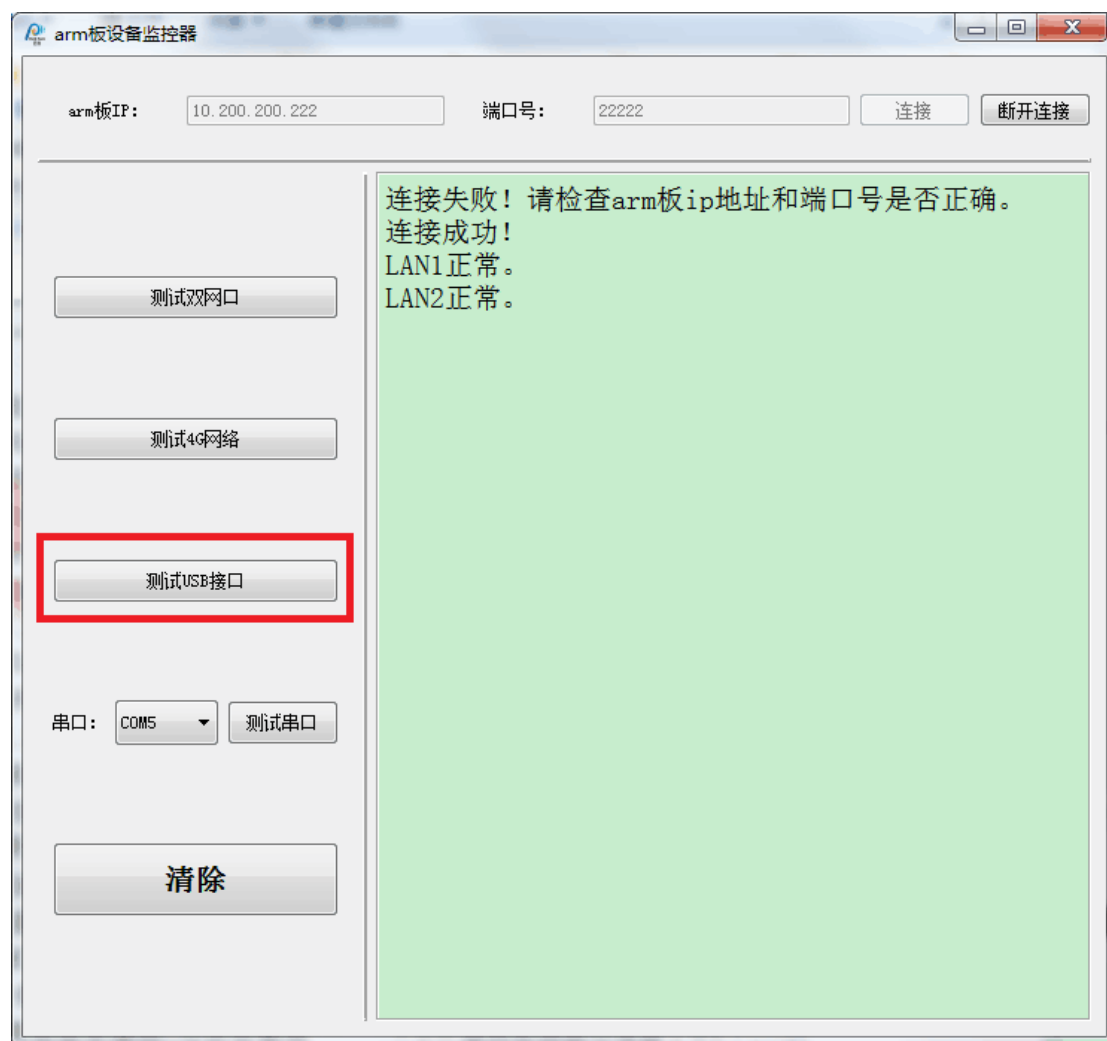 arm板设备监控器
arm板IP: 10.200.200.222 端口号: 22222 连接 断开连接
连接失败！请检查arm板ip地址和端口号是否正确。
连接成功！
LAN1正常。
LAN2正常。
测试双网口
测试4G网络
测试USB接口
串口: COM5 测试串口
清除